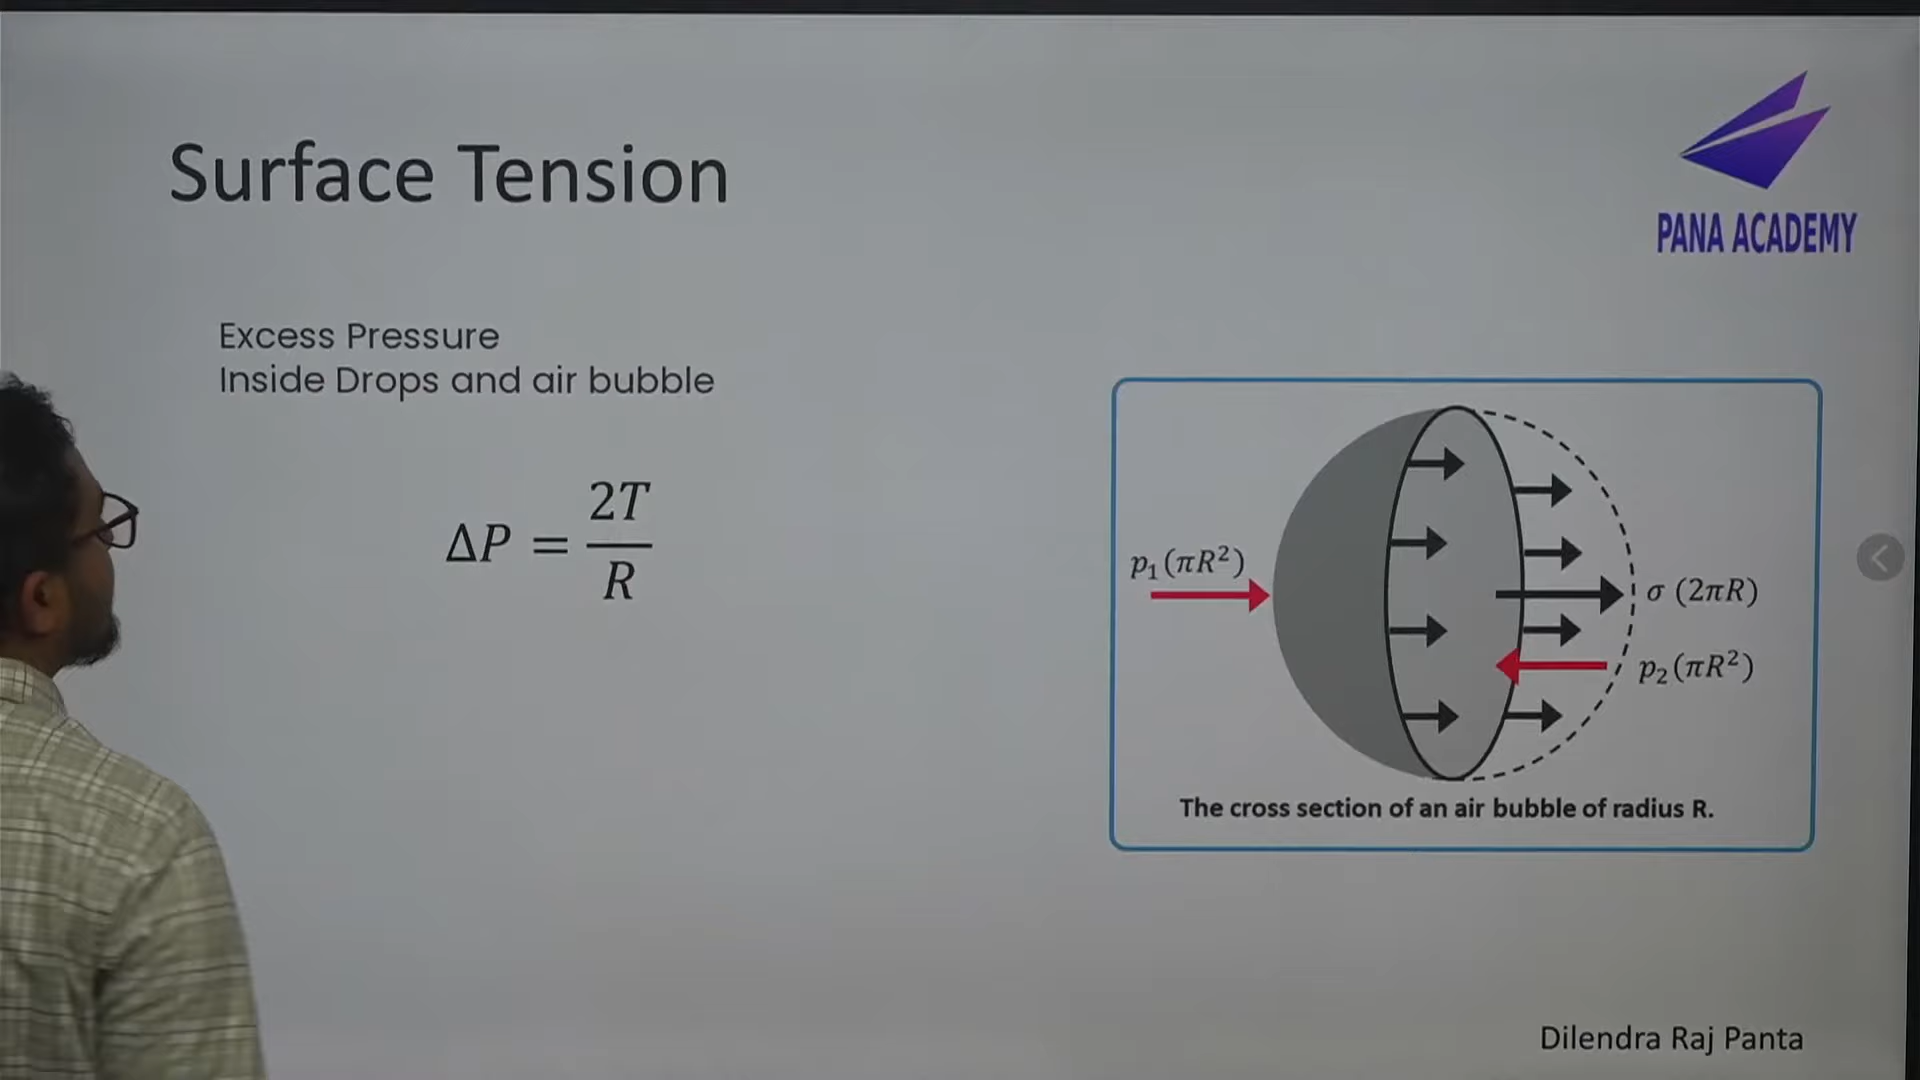 Surface Tension
PANA ACADEMY
Excess Pressure
Inside Drops and air bubble
ΔP = 2T/R
p₁(πR²)
σ (2πR)
p₂(πR²)
The cross section of an air bubble of radius R.
Dilendra Raj Panta